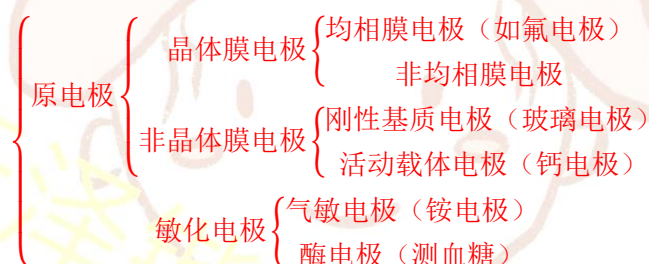 均相膜电极（如氟电极）
晶体膜电极
非均相膜电极
原电极
刚性基质电极（玻璃电极）
非晶体膜电极
活动载体电极（钙电极）
气敏电极（铵电极）
敏化电极
酶电极（测血糖）